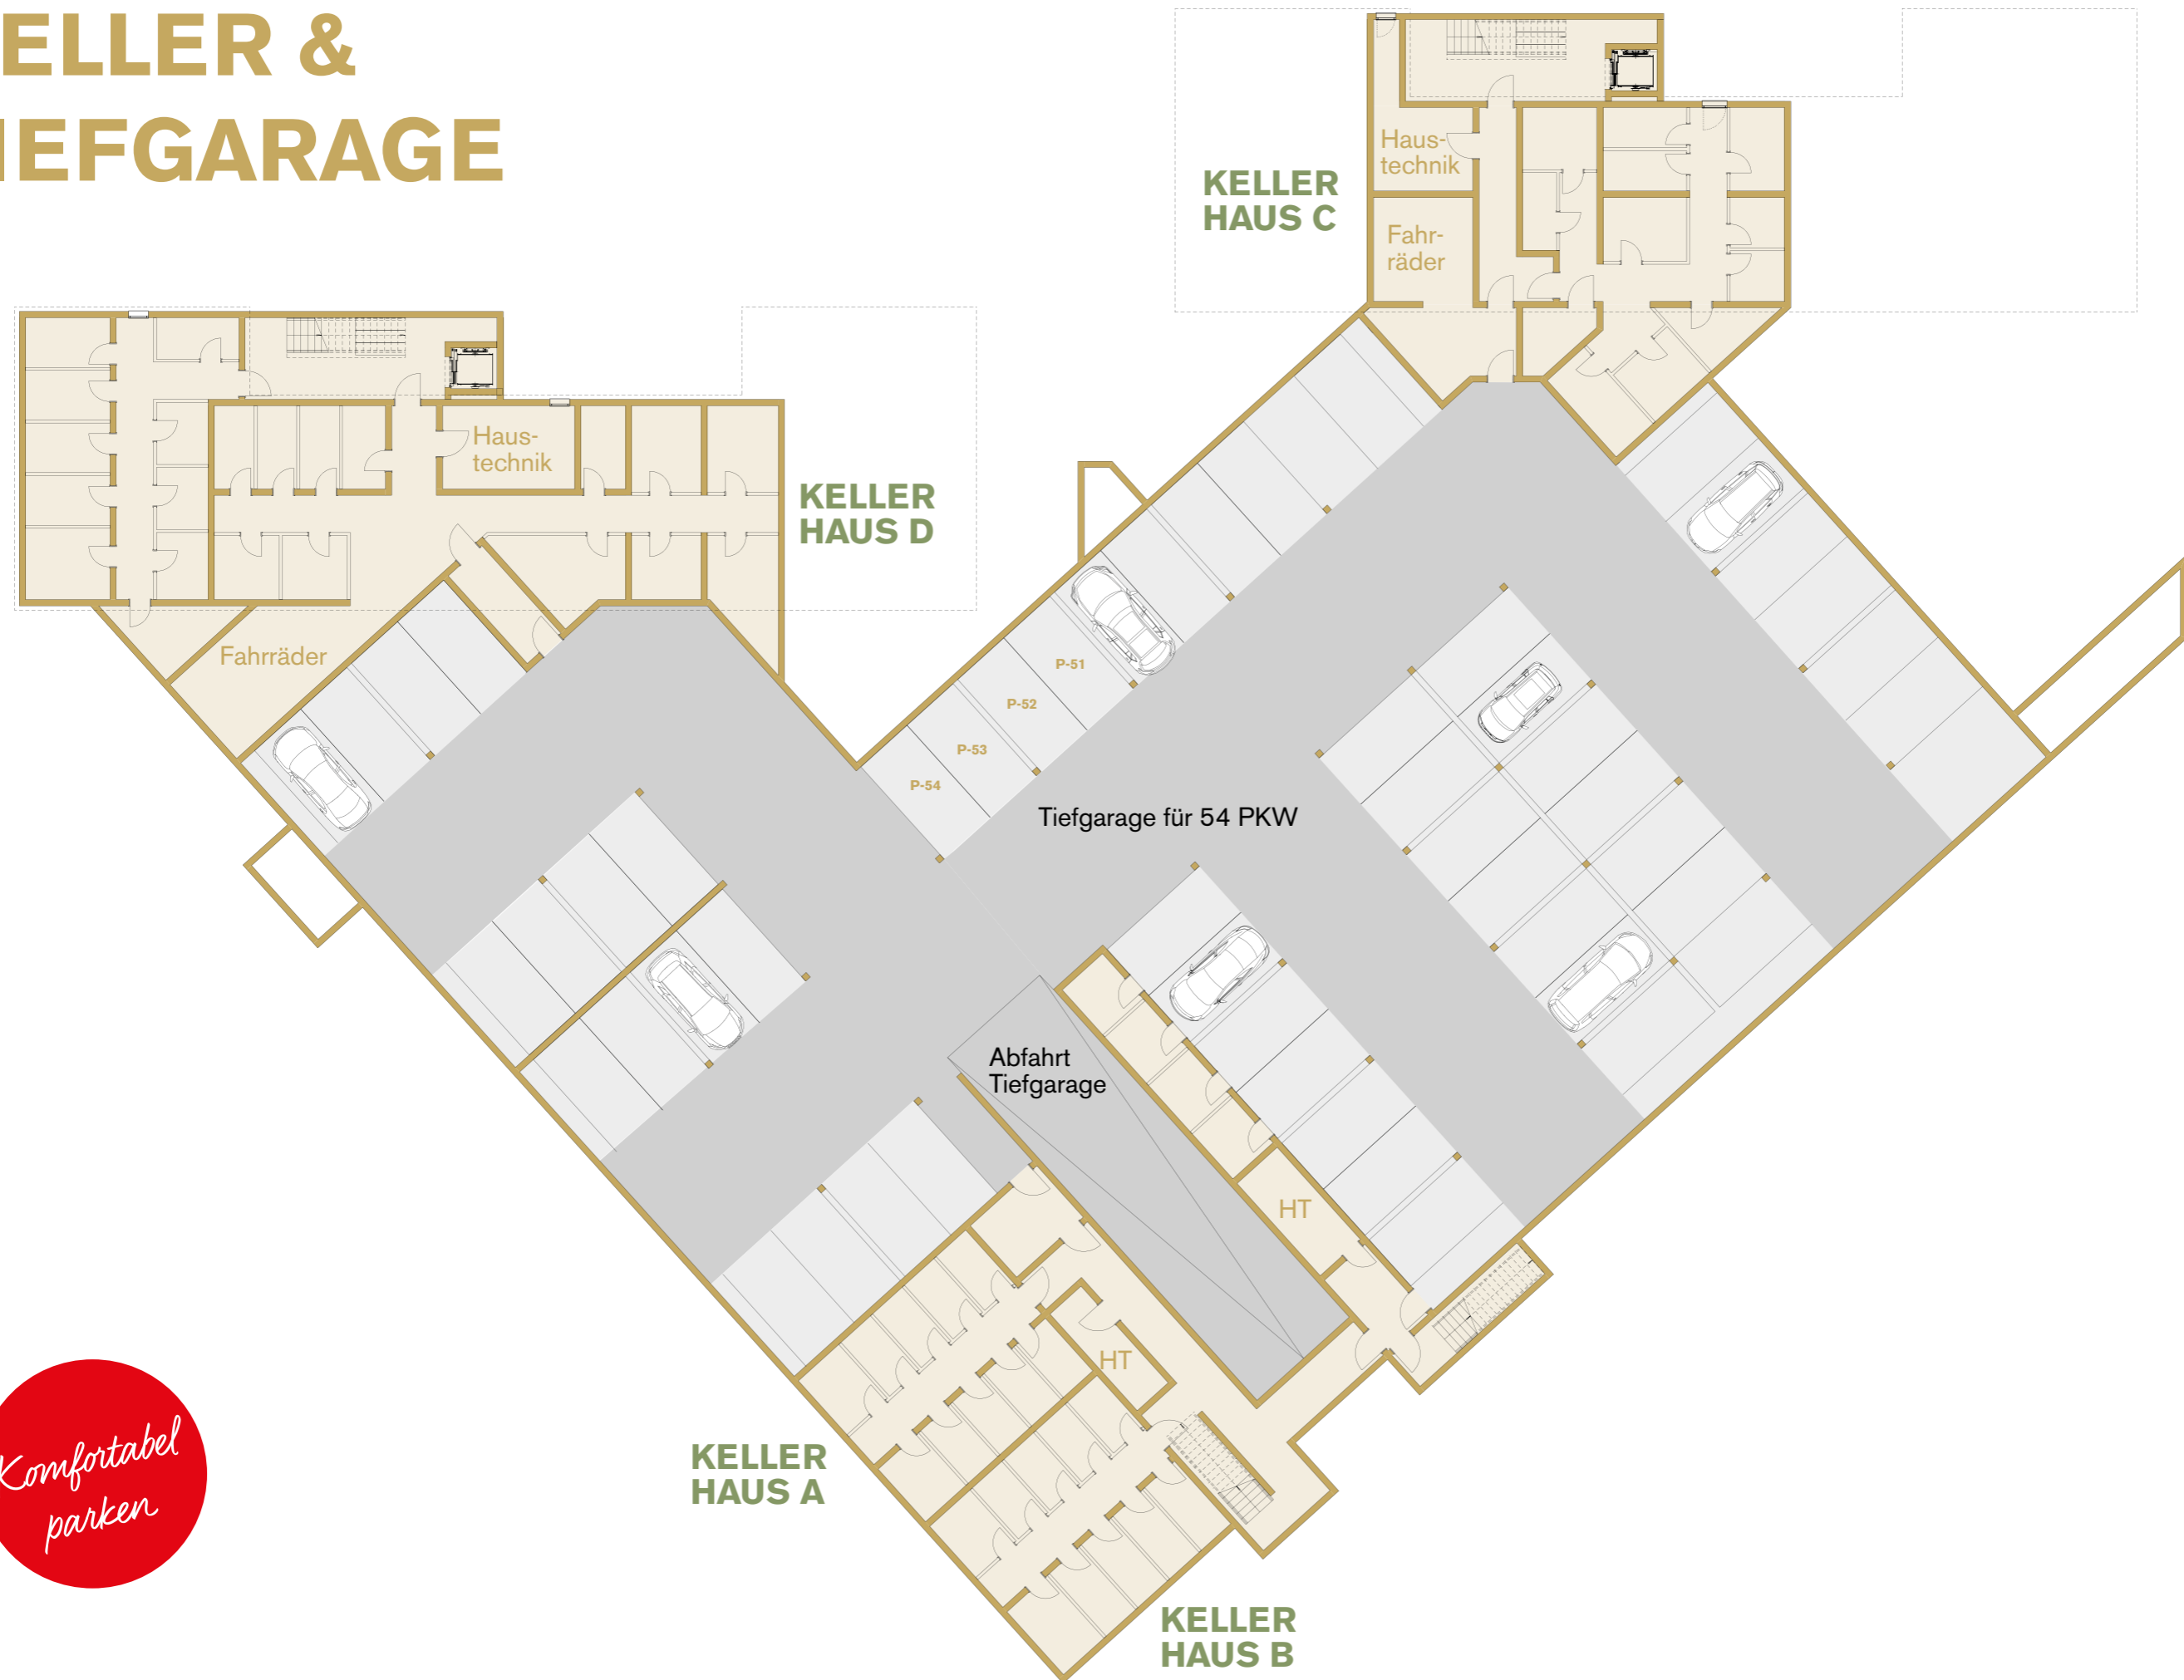 ELLER &
IEFGARAGE
KELLER
HAUS C
Haus-
technik
Fahr-
räder
Haus-
technik
KELLER
HAUS D
Fahrräder
P-51
P-52
P-53
P-54
Tiefgarage für 54 PKW
Abfahrt
Tiefgarage
HT
HT
KELLER
HAUS A
KELLER
HAUS B
Komfortabel
parken